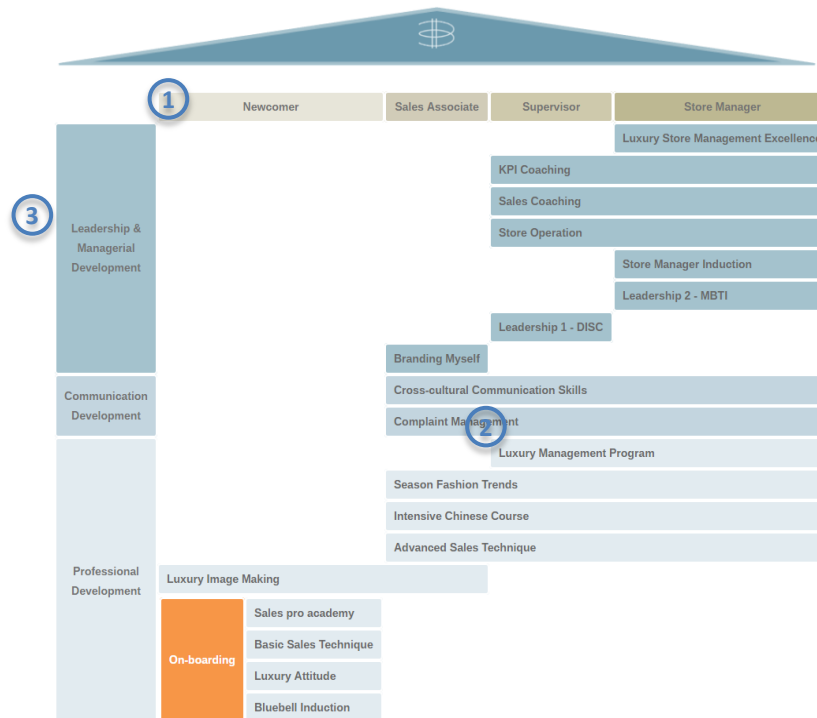 1
Newcomer
Sales Associate
Supervisor
Store Manager
3
Leadership &
Managerial
Development
Luxury Store Management Excellence
KPI Coaching
Sales Coaching
Store Operation
Store Manager Induction
Leadership 2 - MBTI
Leadership 1 - DISC
Branding Myself
Communication
Development
Cross-cultural Communication Skills
Complaint Management
2
Professional
Development
Luxury Management Program
Season Fashion Trends
Intensive Chinese Course
Advanced Sales Technique
Luxury Image Making
On-boarding
Sales pro academy
Basic Sales Technique
Luxury Attitude
Bluebell Induction